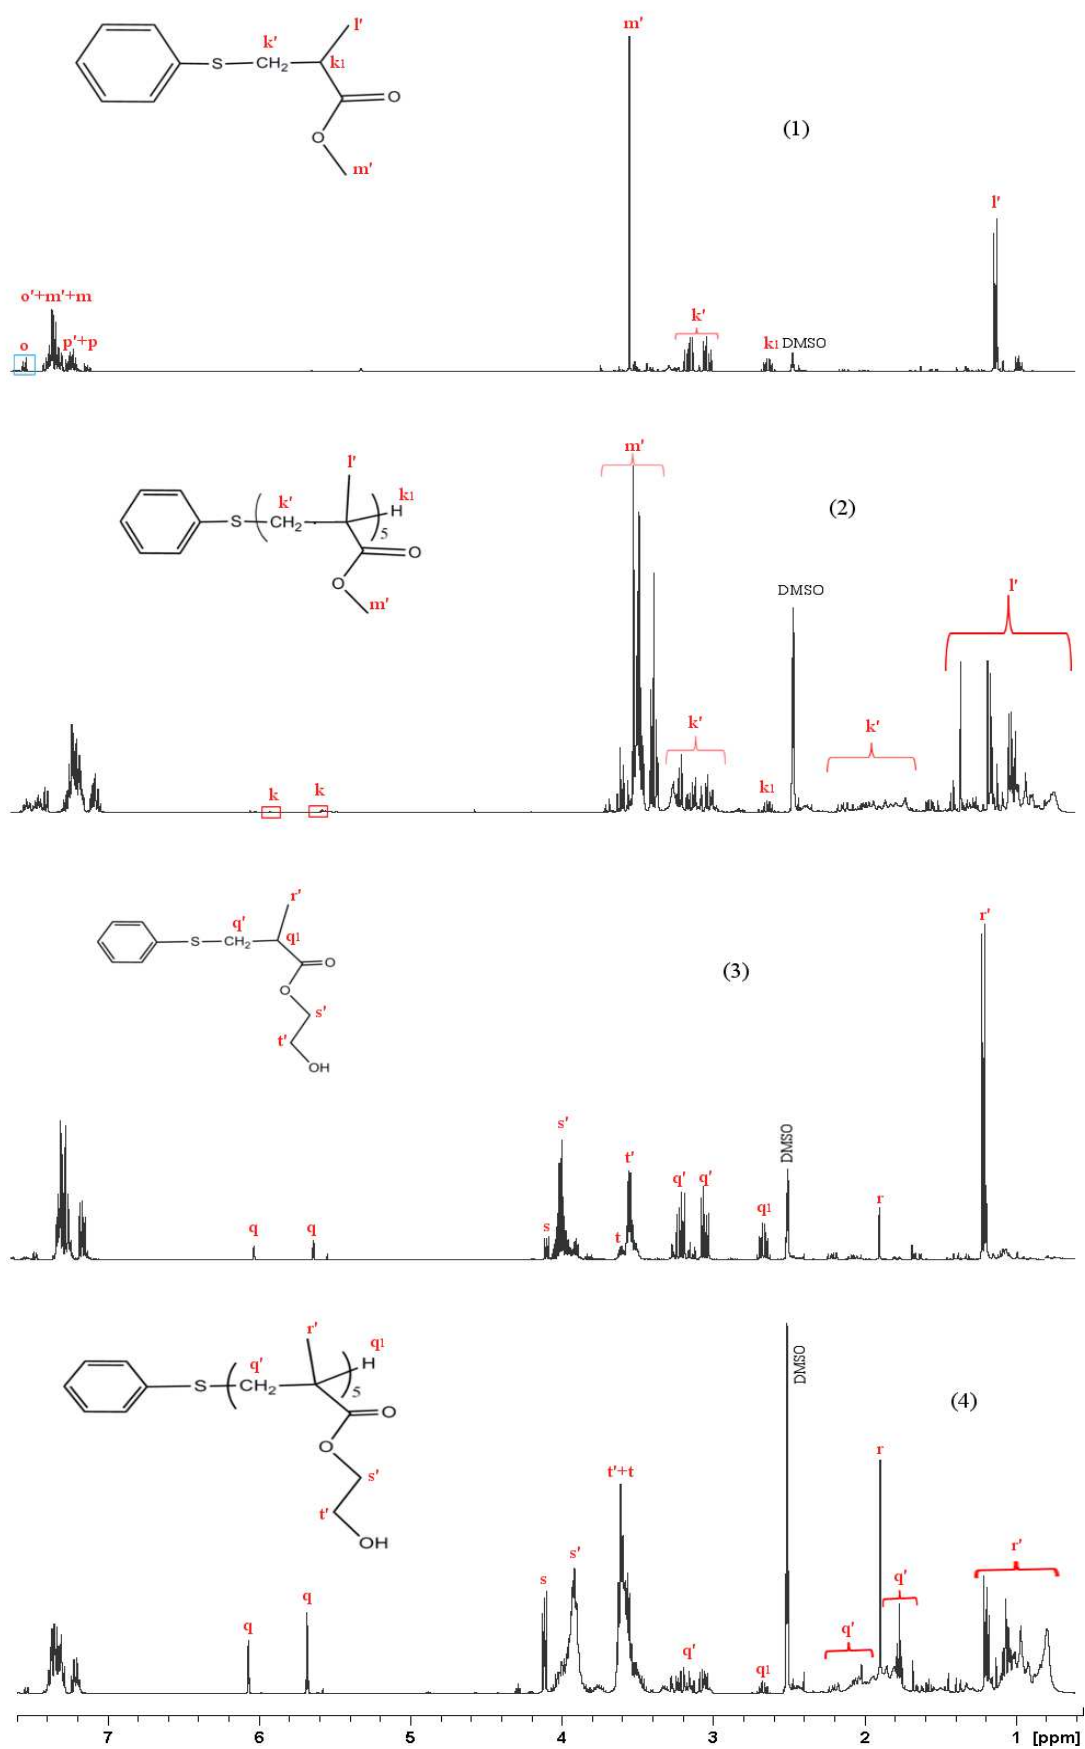 l'
k'
S
CH2
k1
O
O
m'
(1)
m'
l'
o'+m'+m
o
p'+p
k'
k1
DMSO
l'
k'
S
CH2
k1
H
5
O
O
m'
(2)
m'
DMSO
l'
k
k
k'
k1
k'
r'
q'
S
CH2
q1
O
O
s'
t'
OH
(3)
r'
q
q
s
s'
t
t'
q'
q'
q1
DMSO
r
r'
q'
S
CH2
q1
H
5
O
O
s'
t'
OH
(4)
q
q
s
s'
t'+t
q'
q1
DMSO
q'
r
q'
r'
7 6 5 4 3 2 1 [ppm]